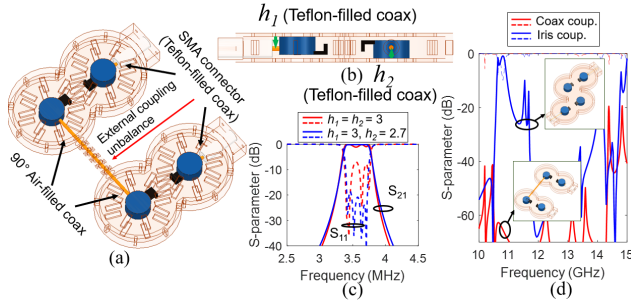 SMA connector
(Teflon-filled coax)
External coupling
unbalance
90° Air-filled coax
(a)
h1 (Teflon-filled coax)
(b) h2
(Teflon-filled coax)
h1 = h2 = 3
h1 = 3, h2 = 2.7
S-parameter (dB)
0
-10
-20
-30
-40
S21
S11
2.5 3 3.5 4 4.5 5
Frequency (MHz)
(c)
Coax coup.
Iris coup.
S-parameter (dB)
0
-20
-40
-60
10 11 12 13 14 15
Frequency (GHz)
(d)